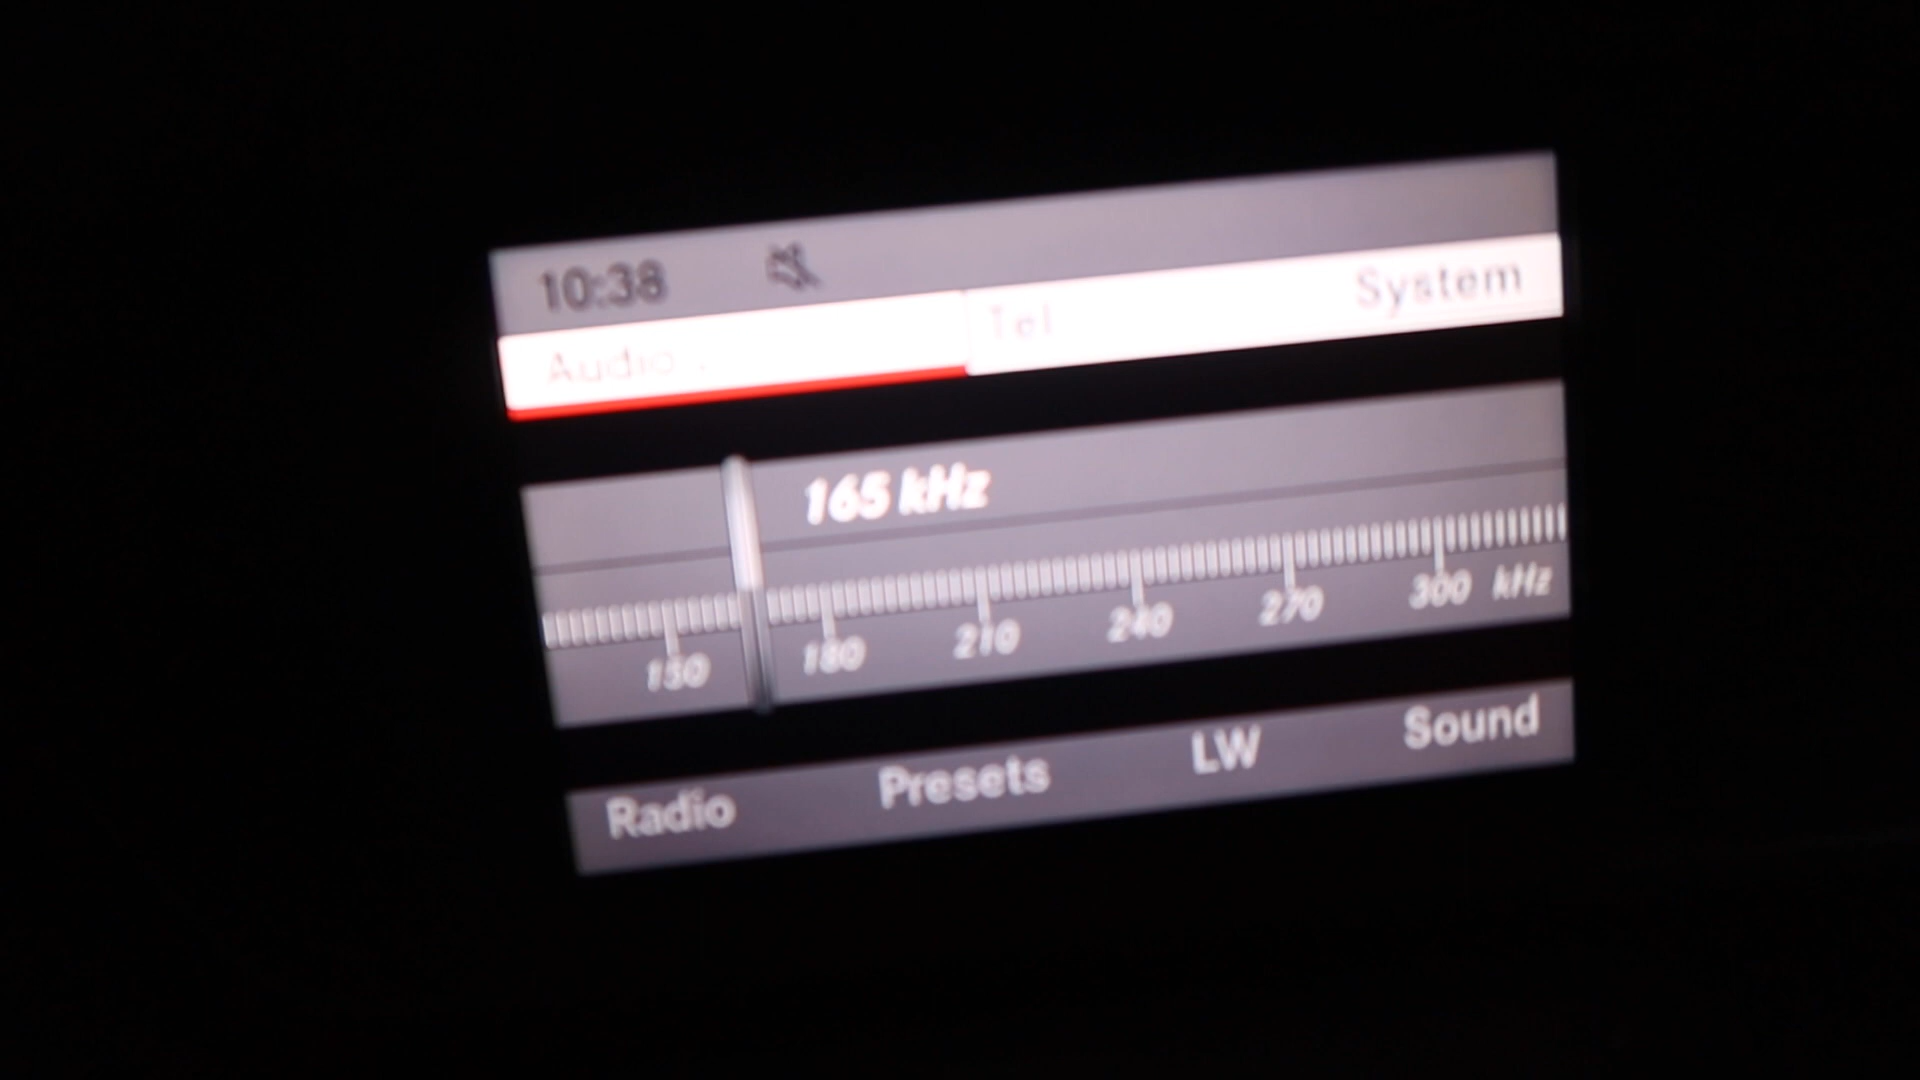 10:38
Audio Tel System
165 kHz
150 180 210 240 270 300 kHz
Radio Presets LW Sound